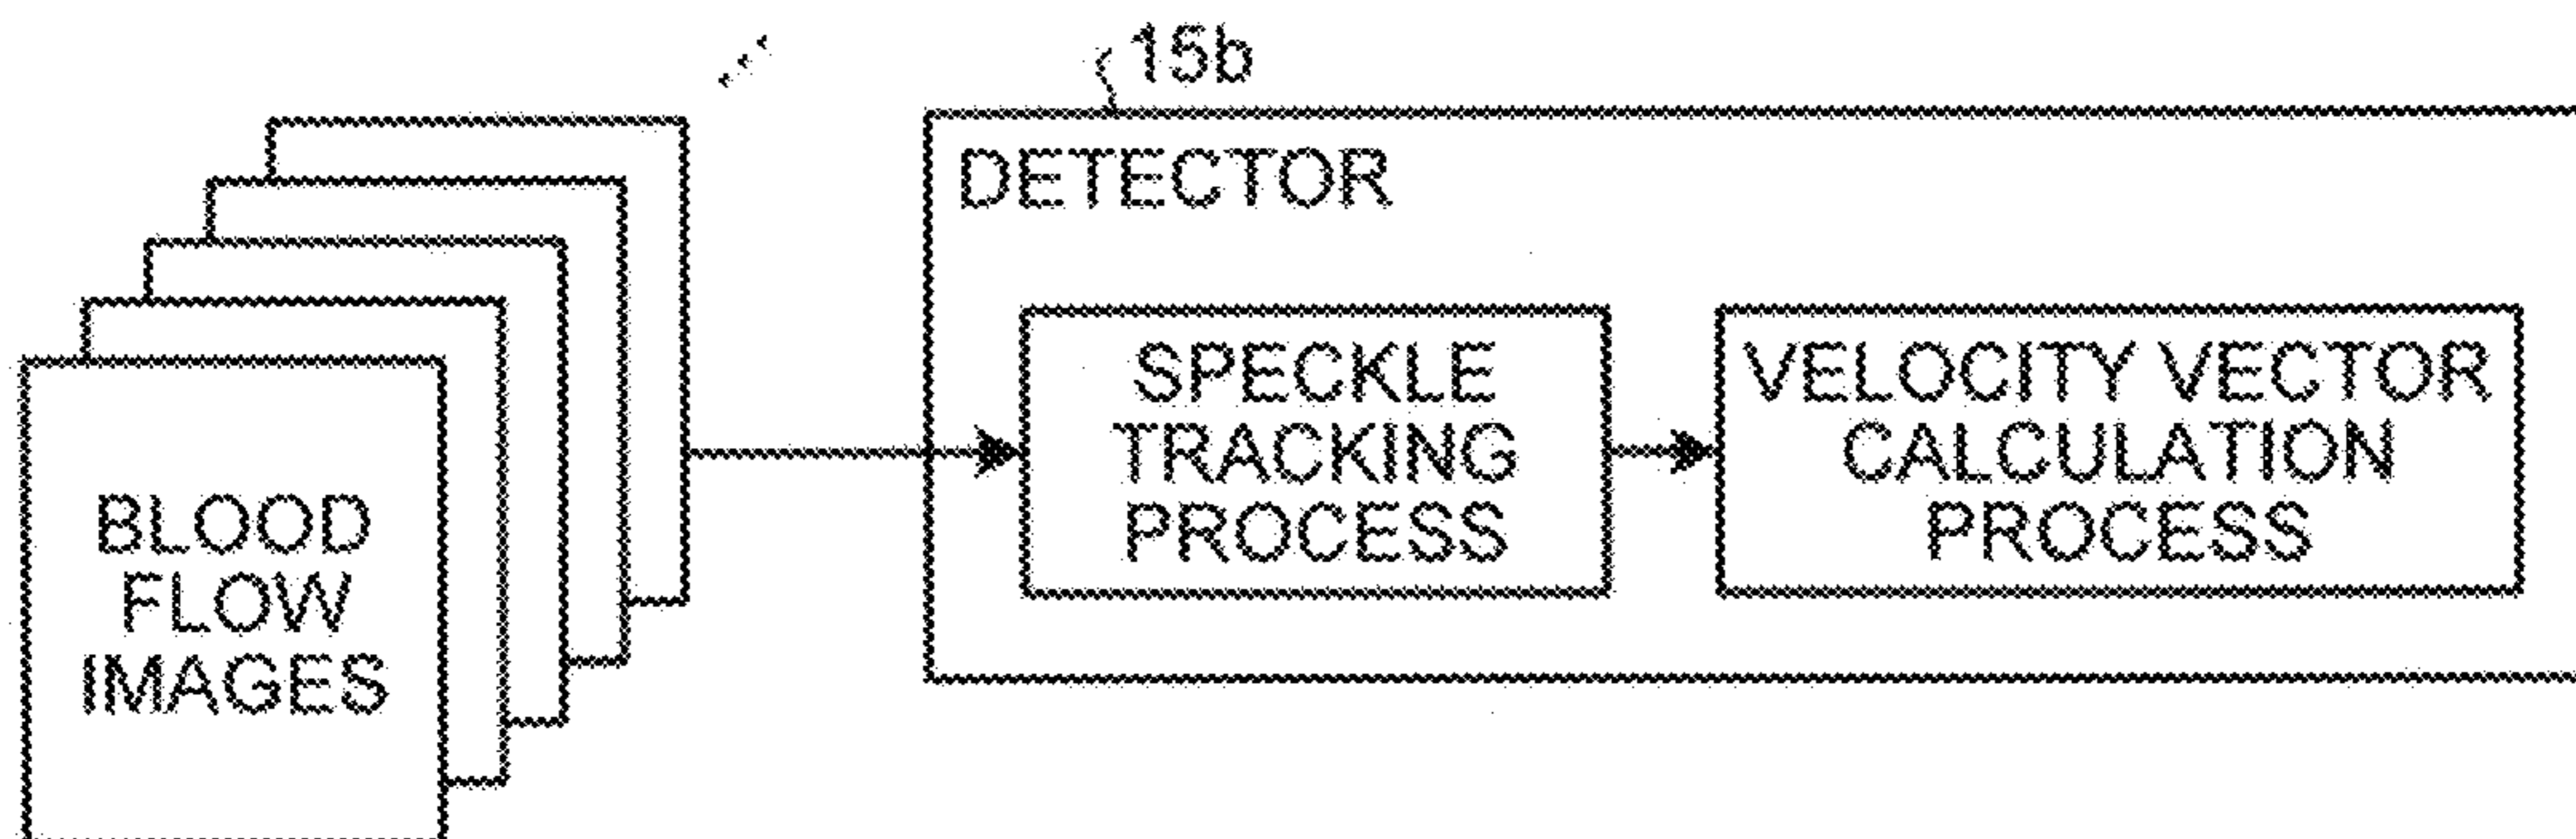 15b
DETECTOR
BLOOD
FLOW
IMAGES
SPECKLE
TRACKING
PROCESS
VELOCITY VECTOR
CALCULATION
PROCESS